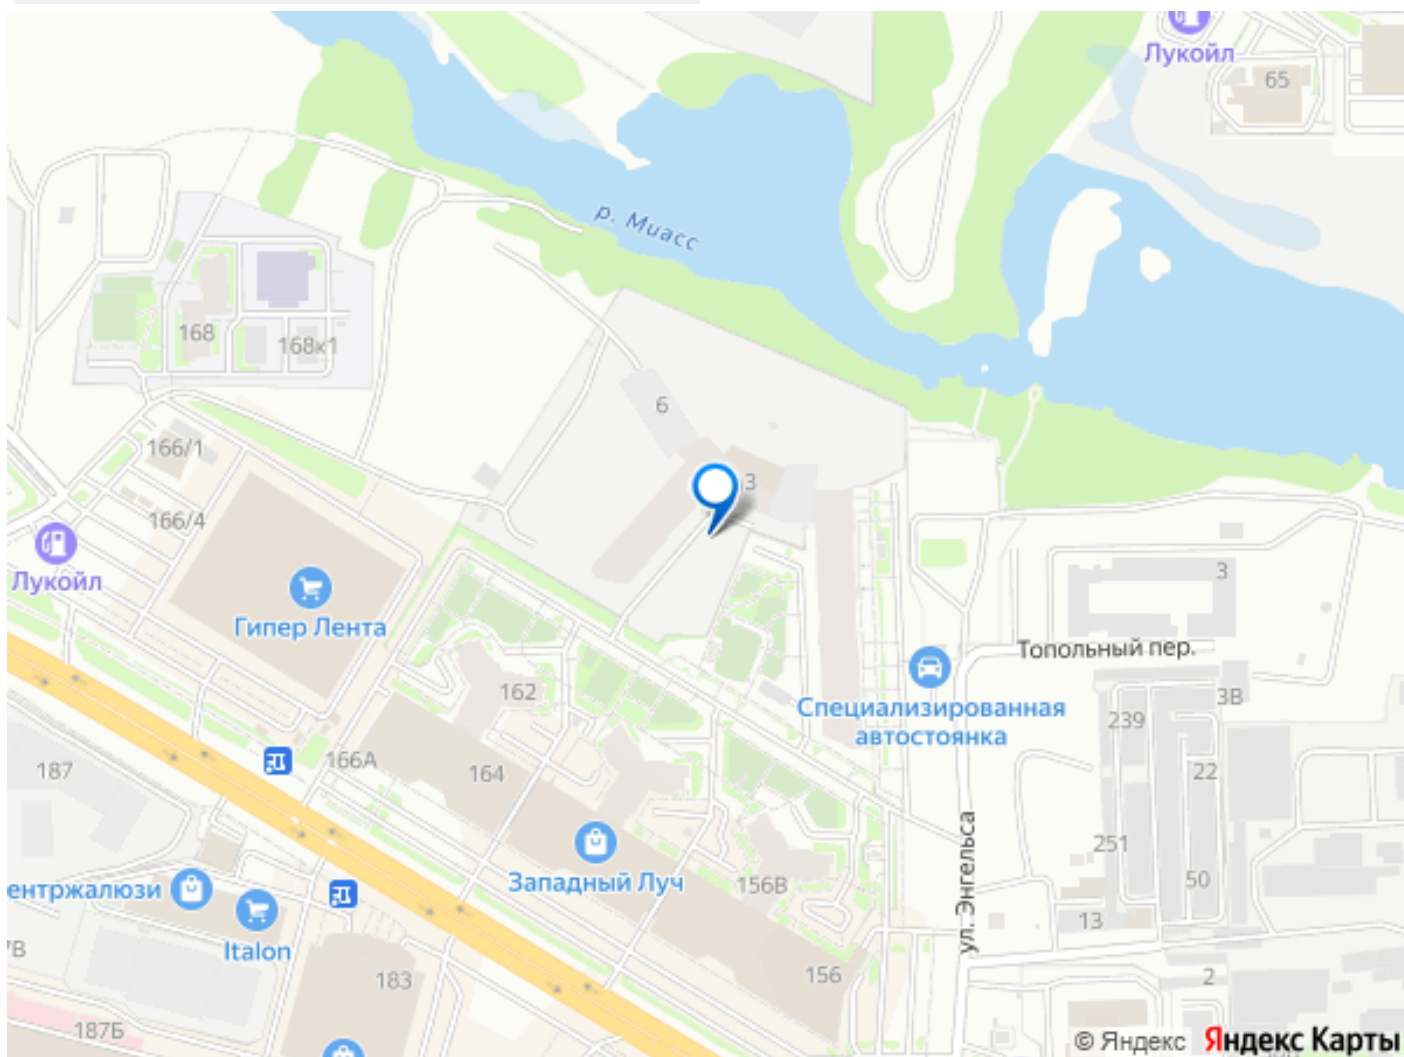 Лукойл
65
р. Миасс
168
168к1
6
166/1
3
166/4
Лукойл
3
Гипер Лента
Топольный пер.
162
3В
Специализированная
автостоянка
239
166А
187
164
22
ул. Энгельса
251
Западный Луч
156В
50
ентржалюзи
13
Italon
7В
183
156
2
187Б
© Яндекс Яндекс Карты